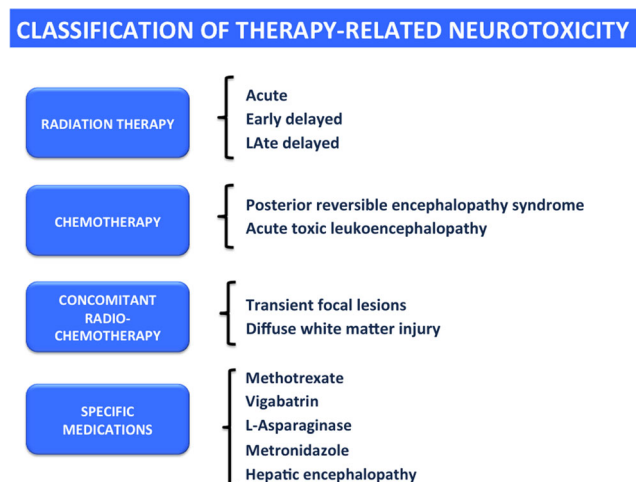 CLASSIFICATION OF THERAPY-RELATED NEUROTOXICITY
RADIATION THERAPY
Acute
Early delayed
LAte delayed
CHEMOTHERAPY
Posterior reversible encephalopathy syndrome
Acute toxic leukoencephalopathy
CONCOMITANT
RADIO-
CHEMOTHERAPY
Transient focal lesions
Diffuse white matter injury
SPECIFIC
MEDICATIONS
Methotrexate
Vigabatrin
L-Asparaginase
Metronidazole
Hepatic encephalopathy